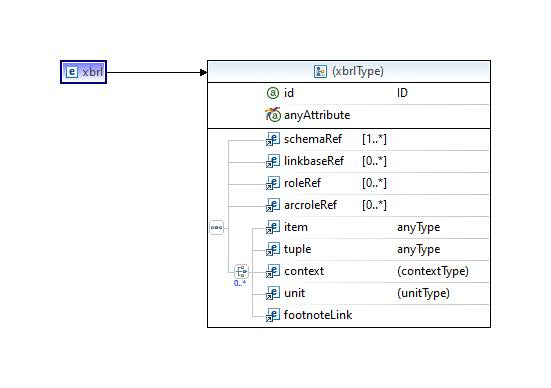 e xbrl
(xbrlType)
a id ID
a anyAttribute
e schemaRef [1..*]
e linkbaseRef [0..*]
e roleRef [0..*]
e arcroleRef [0..*]
e item anyType
e tuple anyType
e context (contextType)
0..*
e unit (unitType)
e footnoteLink